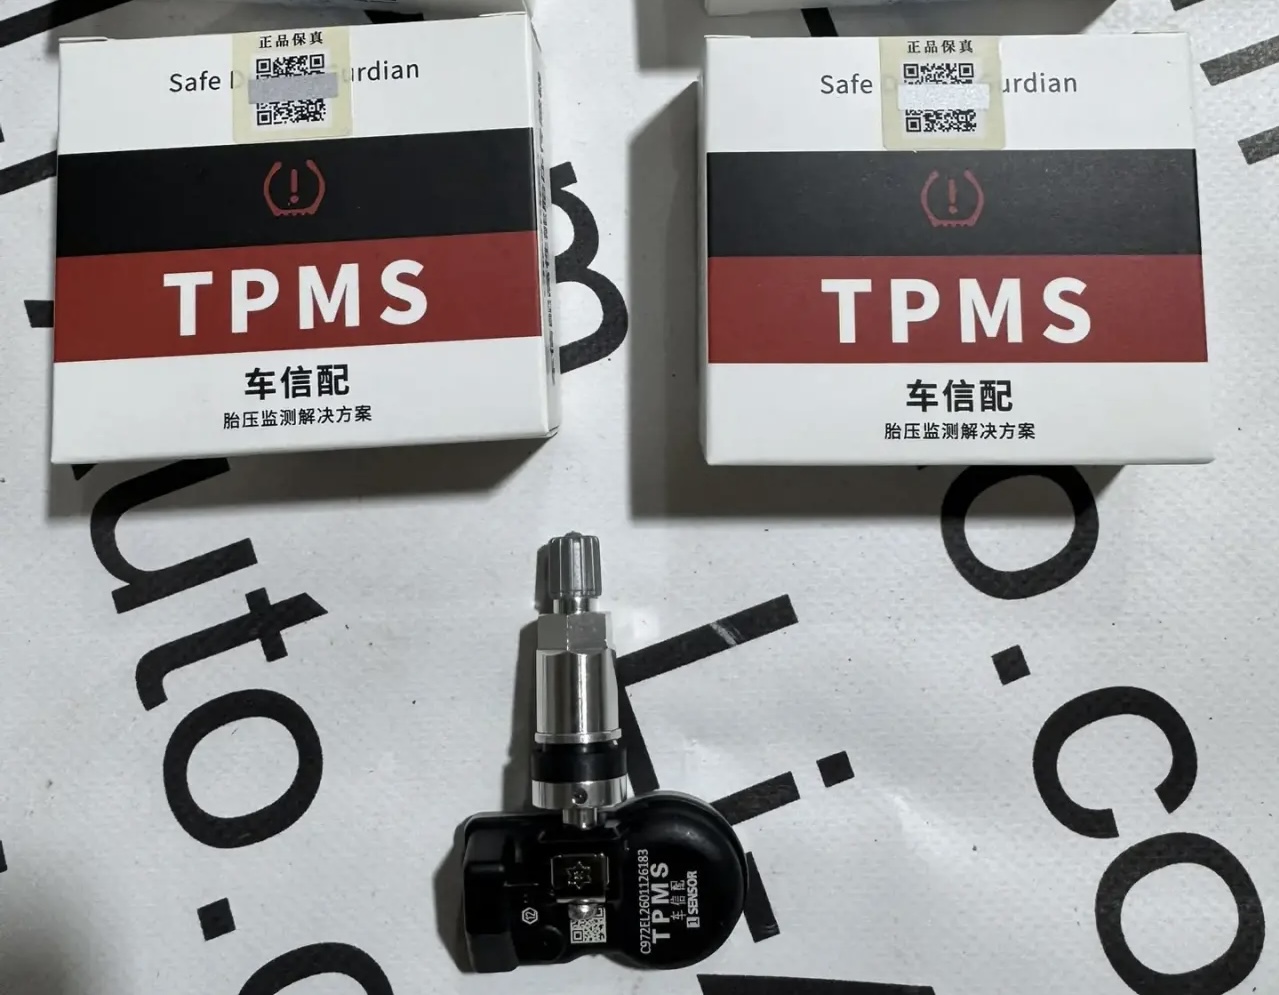 正品保真
Safe D urdian
TPMS
车信配
胎压监测解决方案
正品保真
Safe D urdian
TPMS
车信配
胎压监测解决方案
uto
.co
C972EL2601126183
TPMS
车信配
SENSOR